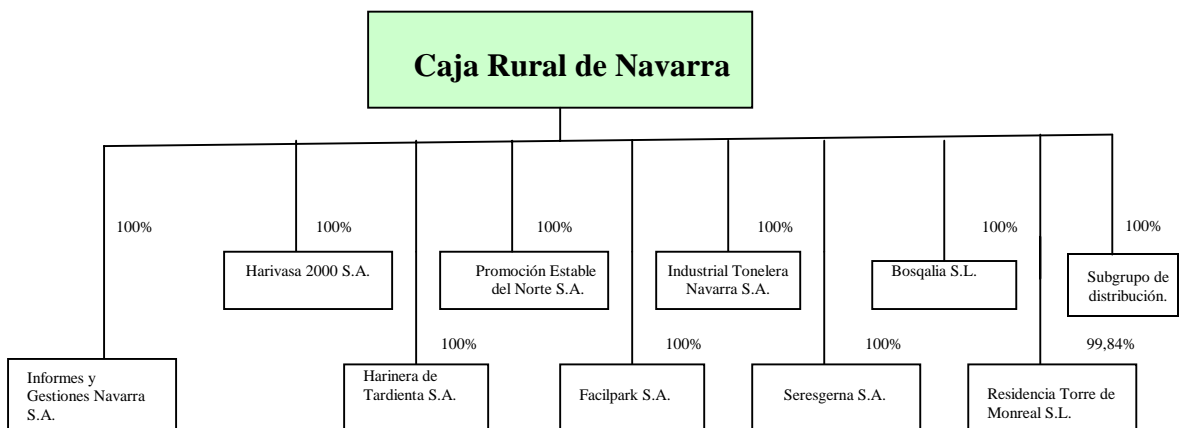 Caja Rural de Navarra
100%
100%
100%
100%
100%
100%
Harivasa 2000 S.A.
Promoción Estable
del Norte S.A.
Industrial Tonelera
Navarra S.A.
Bosqalia S.L.
Subgrupo de
distribución.
100%
100%
100%
99,84%
Informes y
Gestiones Navarra
S.A.
Harinera de
Tardienta S.A.
Facilpark S.A.
Seresgerna S.A.
Residencia Torre de
Monreal S.L.